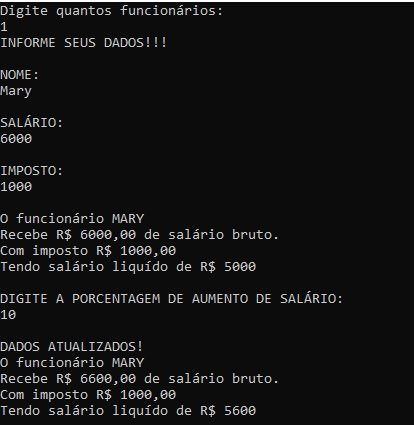 Digite quantos funcionários:
1
INFORME SEUS DADOS!!!
NOME:
Mary
SALÁRIO:
6000
IMPOSTO:
1000
O funcionário MARY
Recebe R$ 6000,00 de salário bruto.
Com imposto R$ 1000,00
Tendo salário liquído de R$ 5000
DIGITE A PORCENTAGEM DE AUMENTO DE SALÁRIO:
10
DADOS ATUALIZADOS!
O funcionário MARY
Recebe R$ 6600,00 de salário bruto.
Com imposto R$ 1000,00
Tendo salário liquído de R$ 5600